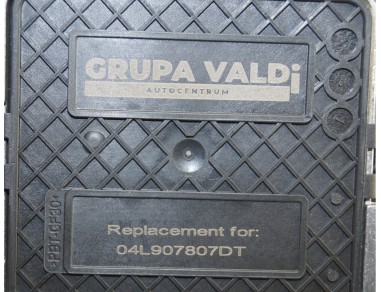 GRUPA VALDi
AUTOCENTRUM
Replacement for:
04L907807DT